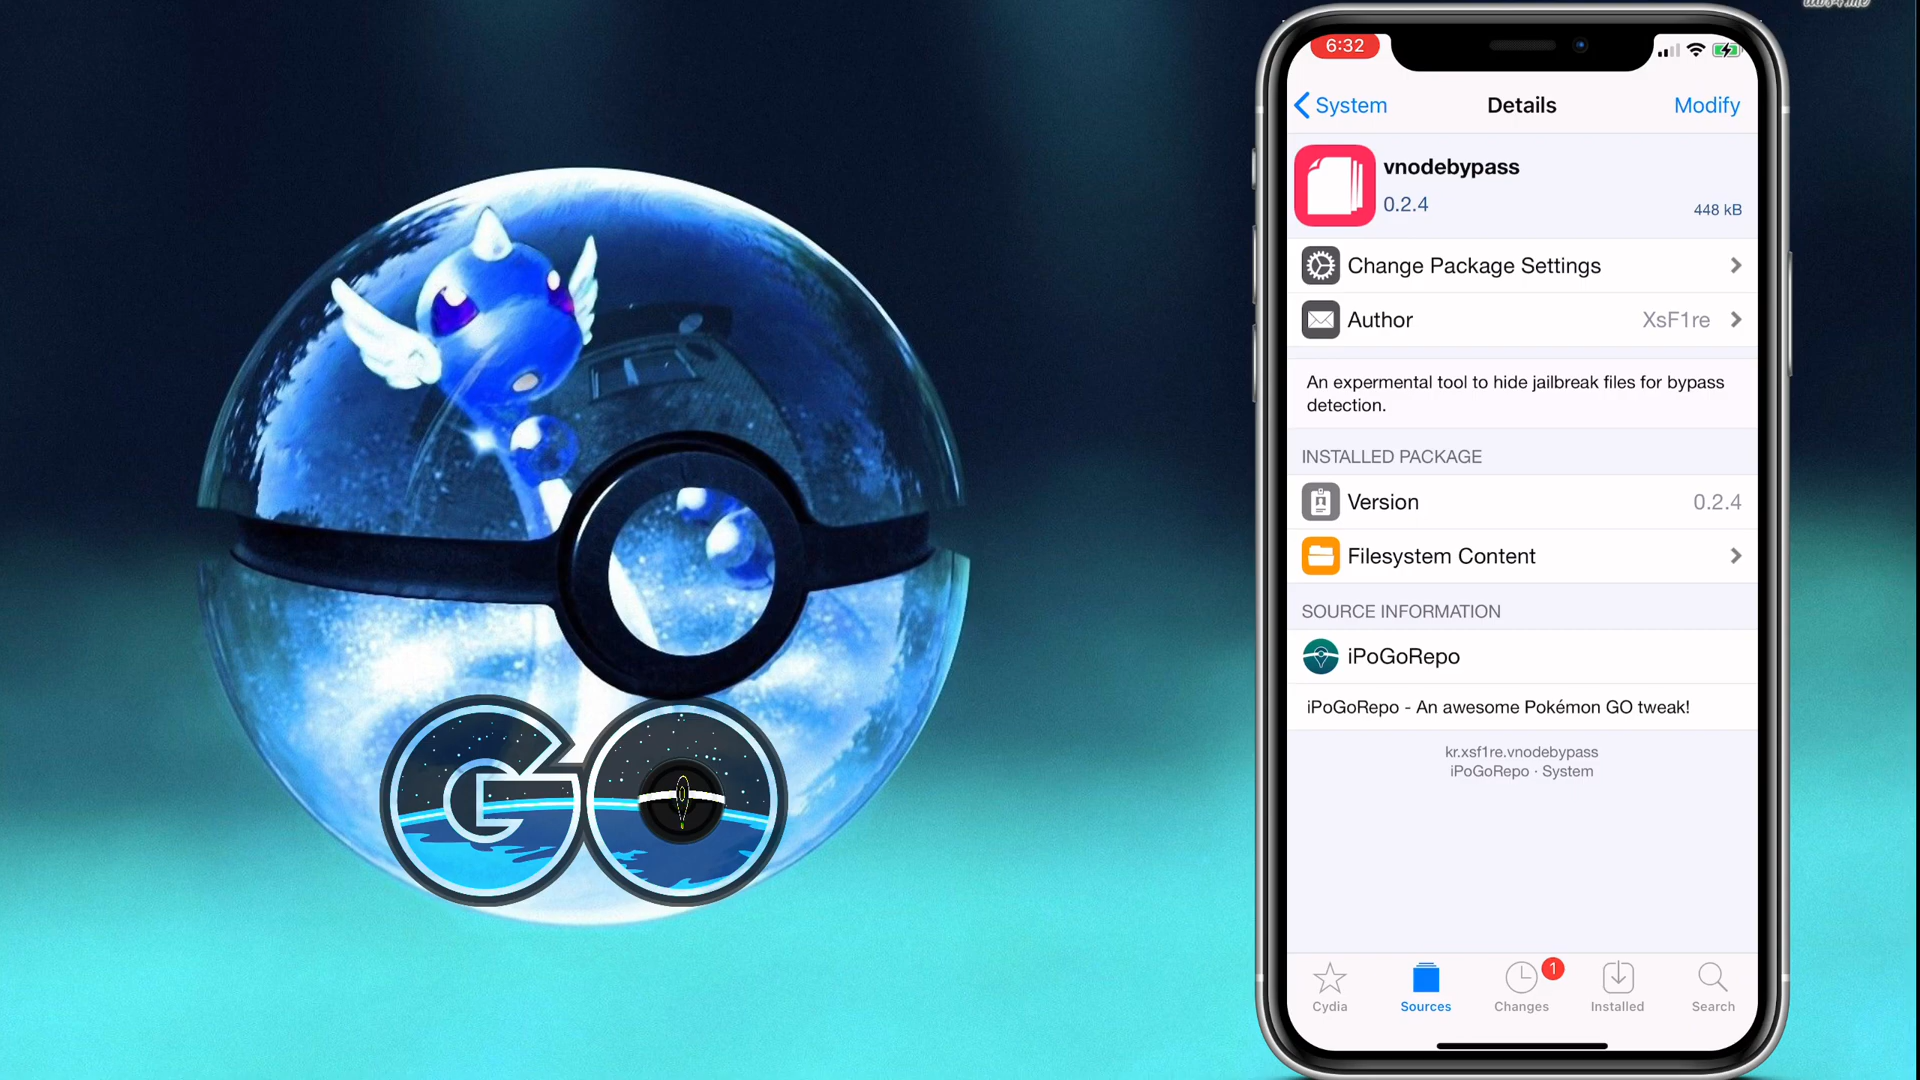 6:32
System
Details
Modify
vnodebypass
0.2.4
448 kB
Change Package Settings
Author
XsF1re
An expermental tool to hide jailbreak files for bypass
detection.
INSTALLED PACKAGE
Version
0.2.4
Filesystem Content
SOURCE INFORMATION
iPoGoRepo
iPoGoRepo - An awesome Pokémon GO tweak!
kr.xsf1re.vnodebypass
iPoGoRepo · System
1
Cydia
Sources
Changes
Installed
Search
GO